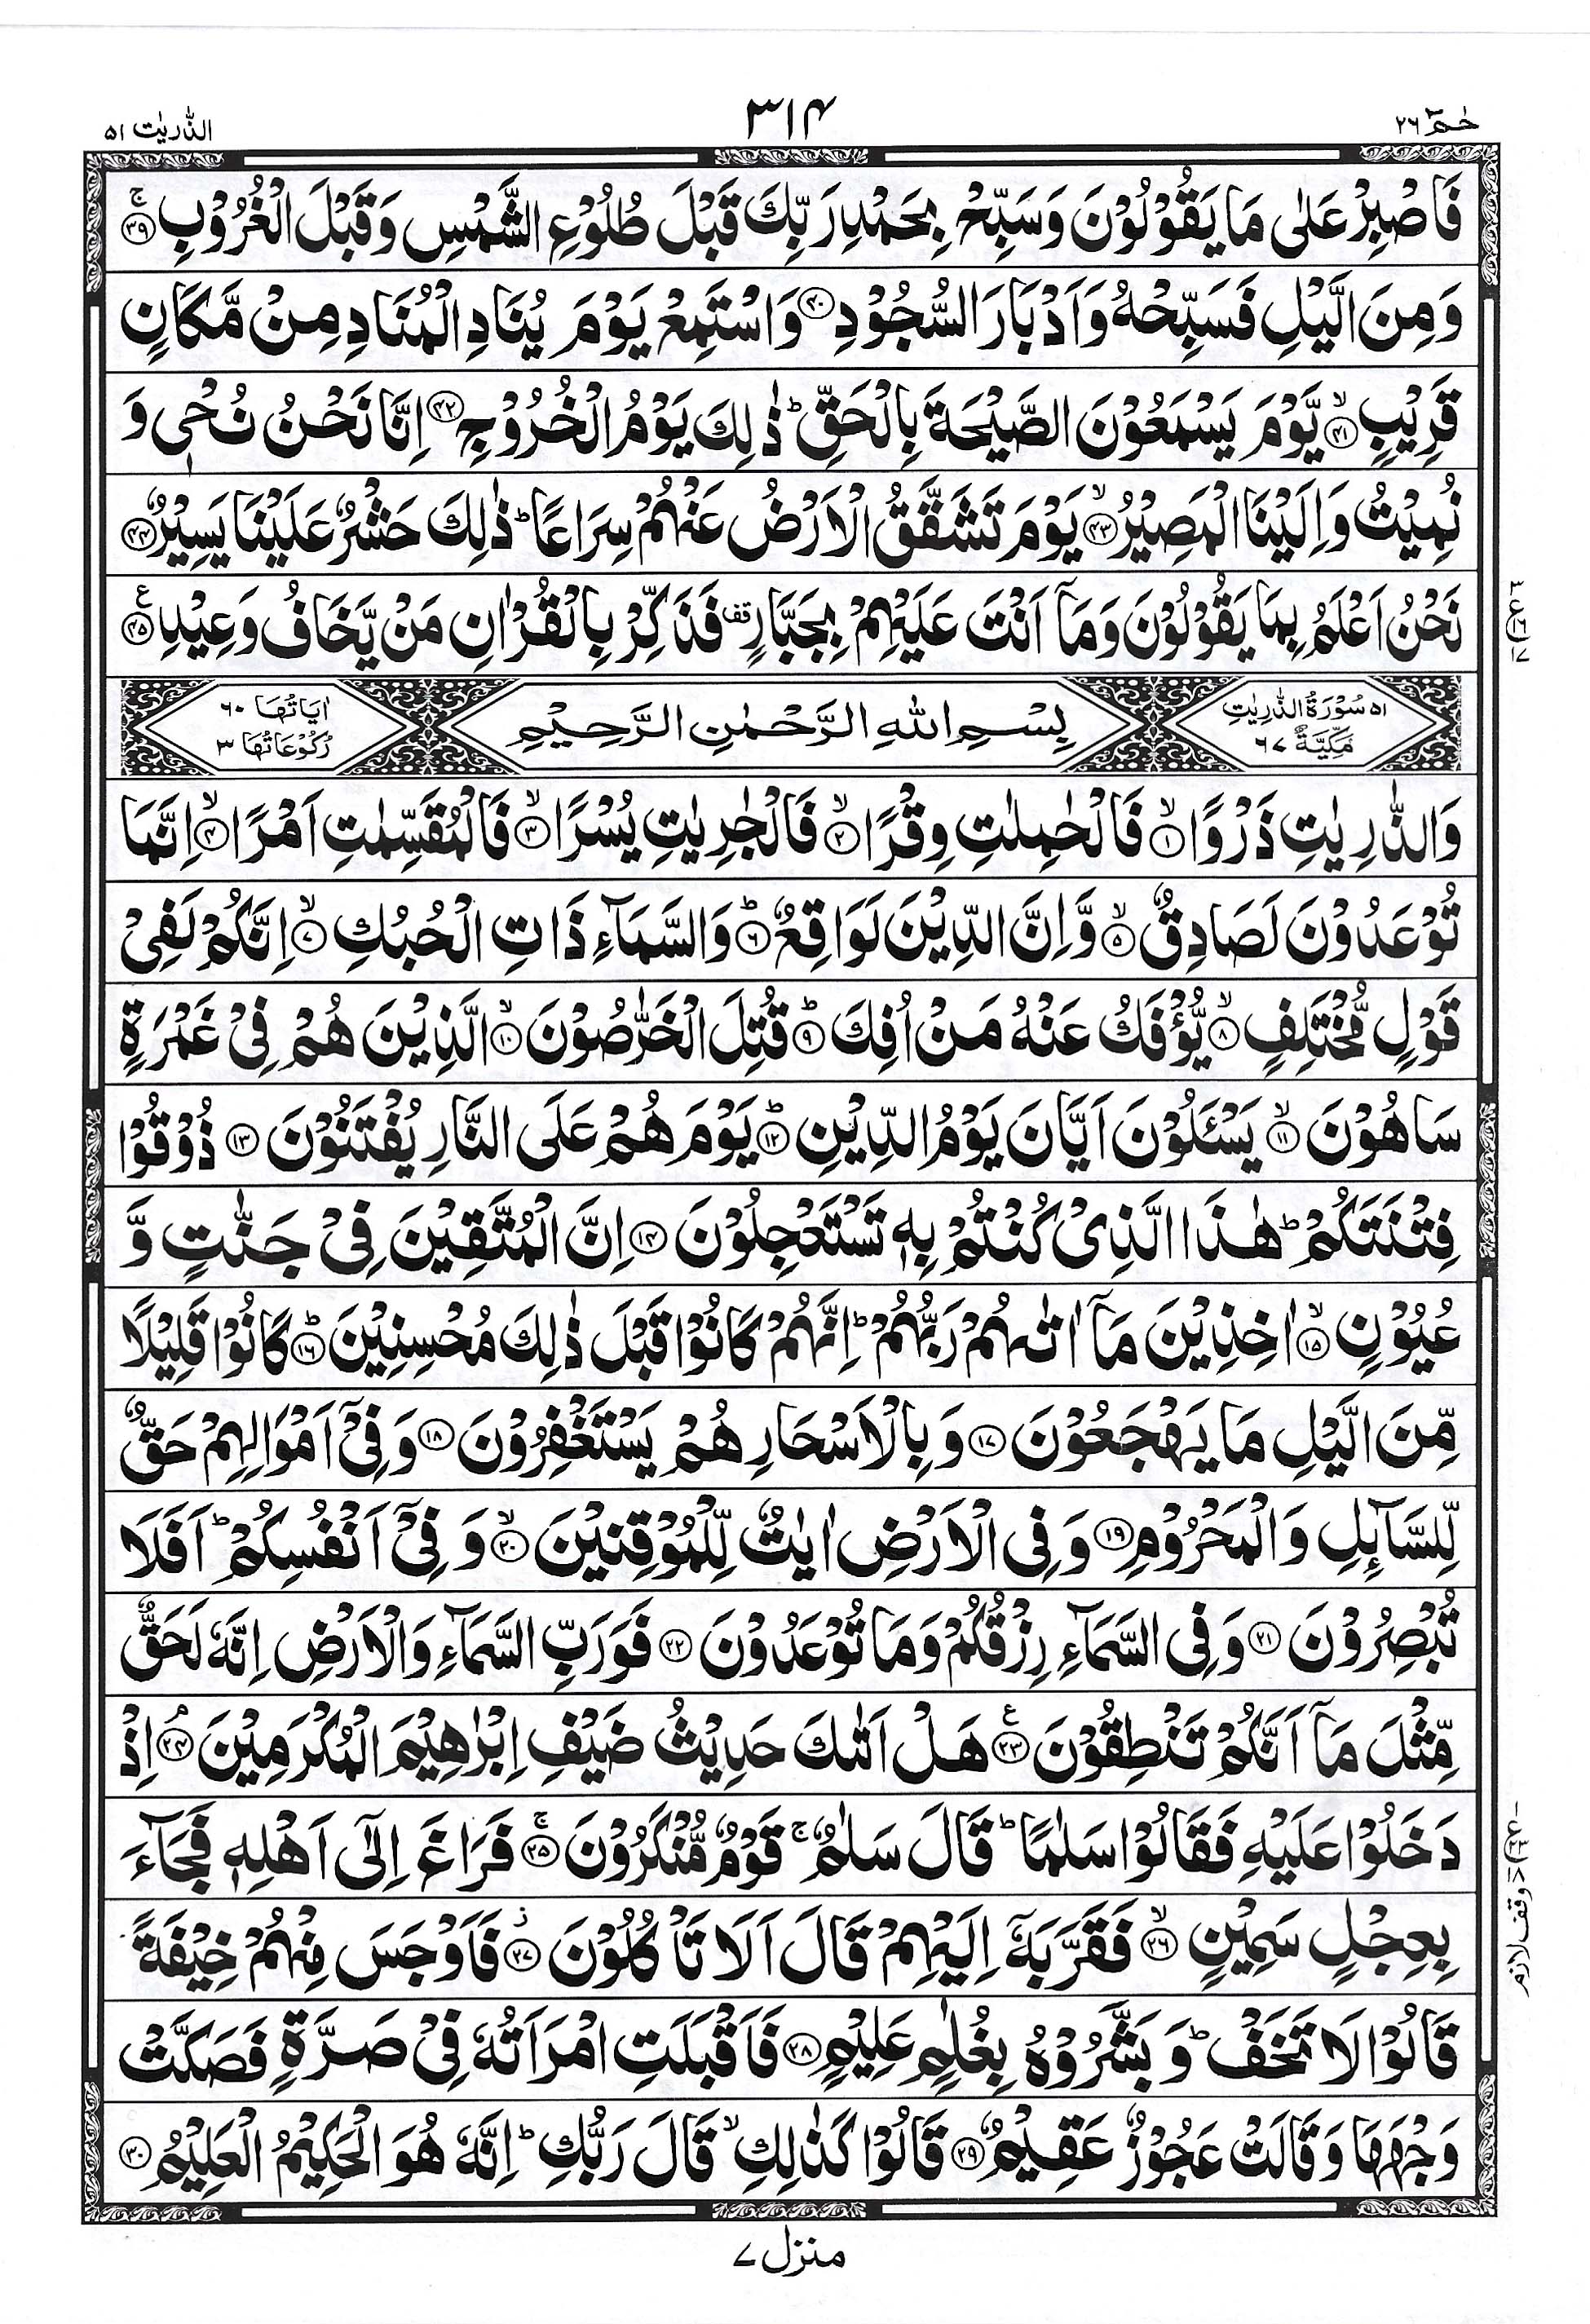 حٰمٓ ٢٦
٣١٤
الذّٰریٰت ٥١
فَاصْبِرْ عَلٰی مَا یَقُوْلُوْنَ وَسَبِّحْ بِحَمْدِ رَبِّكَ قَبْلَ طُلُوْعِ الشَّمْسِ وَقَبْلَ الْغُرُوْبِ ۚ﴿٣٩﴾
وَمِنَ الَّیْلِ فَسَبِّحْهُ وَاَدْبَارَ السُّجُوْدِ ﴿٤٠﴾ وَاسْتَمِعْ یَوْمَ یُنَادِ الْمُنَادِ مِنْ مَّكَانٍ
قَرِیْبٍ ۙ﴿٤١﴾ یَّوْمَ یَسْمَعُوْنَ الصَّیْحَةَ بِالْحَقِّ ؕ ذٰلِكَ یَوْمُ الْخُرُوْجِ ﴿٤٢﴾ اِنَّا نَحْنُ نُحْیٖ وَ
نُمِیْتُ وَاِلَیْنَا الْمَصِیْرُ ۙ﴿٤٣﴾ یَوْمَ تَشَقَّقُ الْاَرْضُ عَنْهُمْ سِرَاعًا ؕ ذٰلِكَ حَشْرٌ عَلَیْنَا یَسِیْرٌ ﴿٤٤﴾
نَحْنُ اَعْلَمُ بِمَا یَقُوْلُوْنَ وَمَاۤ اَنْتَ عَلَیْهِمْ بِجَبَّارٍ قف فَذَكِّرْ بِالْقُرْاٰنِ مَنْ یَّخَافُ وَعِیْدِ ﴿٤٥﴾ ع
٥١ سُوْرَةُ الذّٰرِیٰتِ مَكِّیَّةٌ ٦٧
بِسْمِ اللهِ الرَّحْمٰنِ الرَّحِیْمِ
اٰیَاتُهَا ٦٠ رُكُوْعَاتُهَا ٣
وَالذّٰرِیٰتِ ذَرْوًا ۙ﴿١﴾ فَالْحٰمِلٰتِ وِقْرًا ۙ﴿٢﴾ فَالْجٰرِیٰتِ یُسْرًا ۙ﴿٣﴾ فَالْمُقَسِّمٰتِ اَمْرًا ۙ﴿٤﴾ اِنَّمَا
تُوْعَدُوْنَ لَصَادِقٌ ۙ﴿٥﴾ وَّاِنَّ الدِّیْنَ لَوَاقِعٌ ؕ﴿٦﴾ وَالسَّمَآءِ ذَاتِ الْحُبُكِ ۙ﴿٧﴾ اِنَّكُمْ لَفِیْ
قَوْلٍ مُّخْتَلِفٍ ۙ﴿٨﴾ یُّؤْفَكُ عَنْهُ مَنْ اُفِكَ ؕ﴿٩﴾ قُتِلَ الْخَرّٰصُوْنَ ۙ﴿١٠﴾ الَّذِیْنَ هُمْ فِیْ غَمْرَةٍ
سَاهُوْنَ ۙ﴿١١﴾ یَسْـَٔلُوْنَ اَیَّانَ یَوْمُ الدِّیْنِ ؕ﴿١٢﴾ یَوْمَ هُمْ عَلَی النَّارِ یُفْتَنُوْنَ ﴿١٣﴾ ذُوْقُوْا
فِتْنَتَكُمْ ؕ هٰذَا الَّذِیْ كُنْتُمْ بِهٖ تَسْتَعْجِلُوْنَ ﴿١٤﴾ اِنَّ الْمُتَّقِیْنَ فِیْ جَنّٰتٍ وَّ
عُیُوْنٍ ۙ﴿١٥﴾ اٰخِذِیْنَ مَاۤ اٰتٰىهُمْ رَبُّهُمْ ؕ اِنَّهُمْ كَانُوْا قَبْلَ ذٰلِكَ مُحْسِنِیْنَ ؕ﴿١٦﴾ كَانُوْا قَلِیْلًا
مِّنَ الَّیْلِ مَا یَهْجَعُوْنَ ﴿١٧﴾ وَبِالْاَسْحَارِ هُمْ یَسْتَغْفِرُوْنَ ﴿١٨﴾ وَفِیْۤ اَمْوَالِهِمْ حَقٌّ
لِّلسَّآئِلِ وَالْمَحْرُوْمِ ﴿١٩﴾ وَفِی الْاَرْضِ اٰیٰتٌ لِّلْمُوْقِنِیْنَ ۙ﴿٢٠﴾ وَفِیْۤ اَنْفُسِكُمْ ؕ اَفَلَا
تُبْصِرُوْنَ ﴿٢١﴾ وَفِی السَّمَآءِ رِزْقُكُمْ وَمَا تُوْعَدُوْنَ ﴿٢٢﴾ فَوَرَبِّ السَّمَآءِ وَالْاَرْضِ اِنَّهٗ لَحَقٌّ
مِّثْلَ مَاۤ اَنَّكُمْ تَنْطِقُوْنَ ﴿٢٣﴾ ع هَلْ اَتٰىكَ حَدِیْثُ ضَیْفِ اِبْرٰهِیْمَ الْمُكْرَمِیْنَ ۘ﴿٢٤﴾ اِذْ
دَخَلُوْا عَلَیْهِ فَقَالُوْا سَلٰمًا ؕ قَالَ سَلٰمٌ ۚ قَوْمٌ مُّنْكَرُوْنَ ۚ﴿٢٥﴾ فَرَاغَ اِلٰۤی اَهْلِهٖ فَجَآءَ
بِعِجْلٍ سَمِیْنٍ ۙ﴿٢٦﴾ فَقَرَّبَهٗۤ اِلَیْهِمْ قَالَ اَلَا تَاْكُلُوْنَ ؗ﴿٢٧﴾ فَاَوْجَسَ مِنْهُمْ خِیْفَةً
قَالُوْا لَا تَخَفْ ؕ وَبَشَّرُوْهُ بِغُلٰمٍ عَلِیْمٍ ﴿٢٨﴾ فَاَقْبَلَتِ امْرَاَتُهٗ فِیْ صَرَّةٍ فَصَكَّتْ
وَجْهَهَا وَقَالَتْ عَجُوْزٌ عَقِیْمٌ ﴿٢٩﴾ قَالُوْا كَذٰلِكِ ۙ قَالَ رَبُّكِ ؕ اِنَّهٗ هُوَ الْحَكِیْمُ الْعَلِیْمُ ﴿٣٠﴾
وقف لازم
منزل ٧